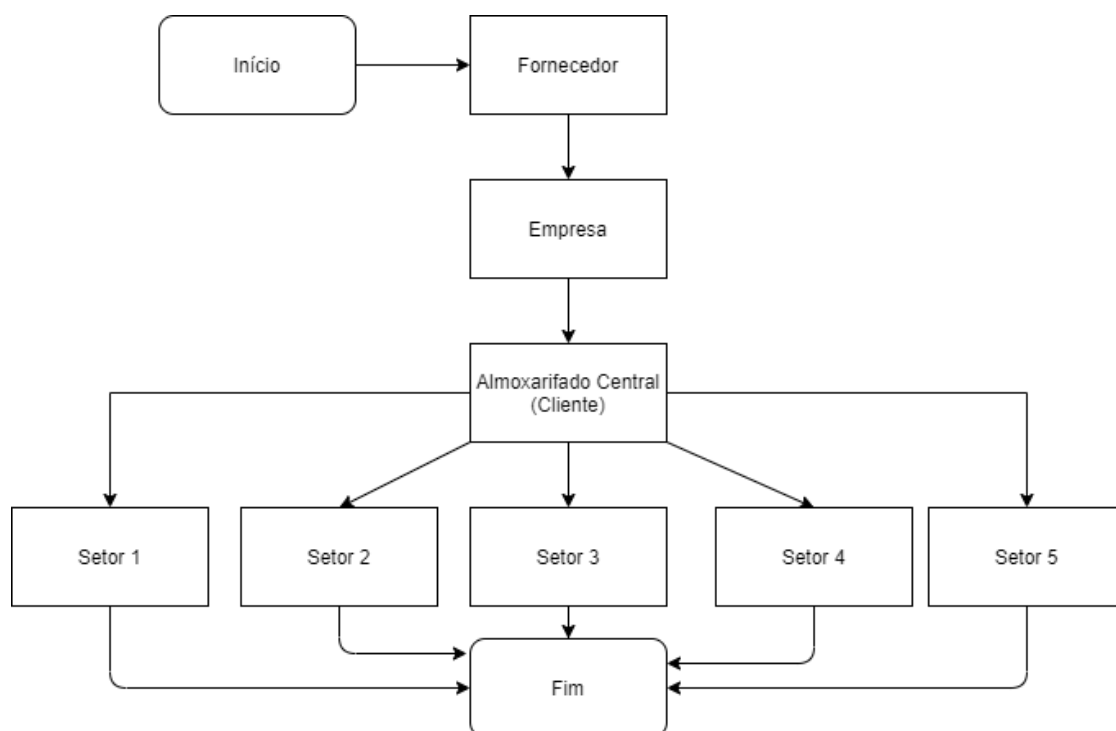 Início
Fornecedor
Empresa
Almoxarifado Central
(Cliente)
Setor 1
Setor 2
Setor 3
Setor 4
Setor 5
Fim